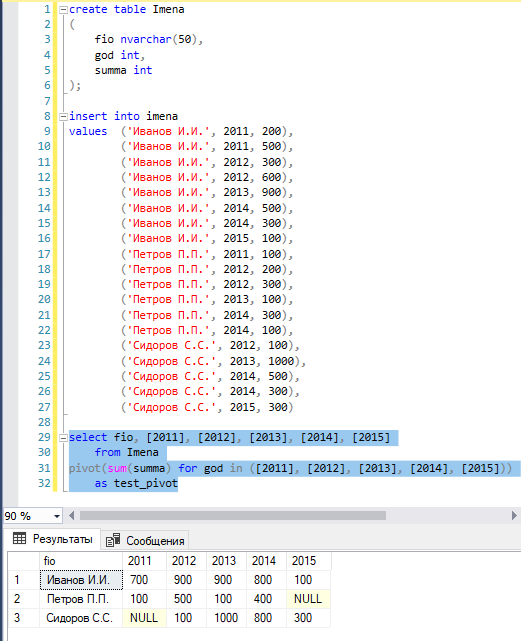 1 create table Imena
2 (
3 fio nvarchar(50),
4 god int,
5 summa int
6 );
7
8 insert into imena
9 values ('Иванов И.И.', 2011, 200),
10 ('Иванов И.И.', 2011, 500),
11 ('Иванов И.И.', 2012, 300),
12 ('Иванов И.И.', 2012, 600),
13 ('Иванов И.И.', 2013, 900),
14 ('Иванов И.И.', 2014, 500),
15 ('Иванов И.И.', 2014, 300),
16 ('Иванов И.И.', 2015, 100),
17 ('Петров П.П.', 2011, 100),
18 ('Петров П.П.', 2012, 200),
19 ('Петров П.П.', 2012, 300),
20 ('Петров П.П.', 2013, 100),
21 ('Петров П.П.', 2014, 300),
22 ('Петров П.П.', 2014, 100),
23 ('Сидоров С.С.', 2012, 100),
24 ('Сидоров С.С.', 2013, 1000),
25 ('Сидоров С.С.', 2014, 500),
26 ('Сидоров С.С.', 2014, 300),
27 ('Сидоров С.С.', 2015, 300)
28
29 select fio, [2011], [2012], [2013], [2014], [2015]
30 from Imena
31 pivot(sum(summa) for god in ([2011], [2012], [2013], [2014], [2015]))
32 as test_pivot
90 %
Результаты Сообщения
fio 2011 2012 2013 2014 2015
1 Иванов И.И. 700 900 900 800 100
2 Петров П.П. 100 500 100 400 NULL
3 Сидоров С.С. NULL 100 1000 800 300